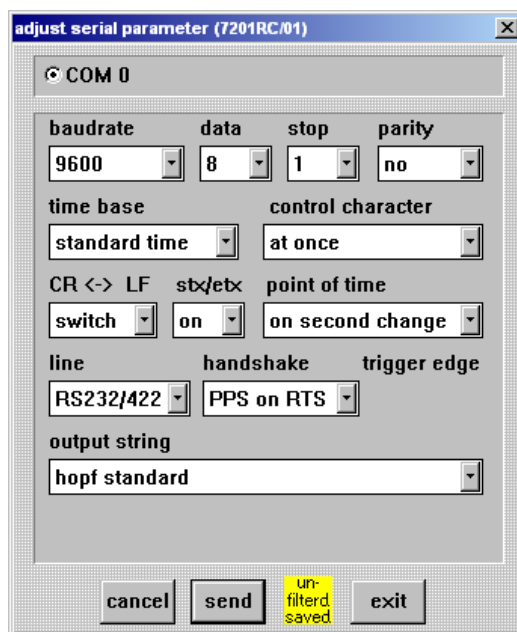 adjust serial parameter (7201RC/01)
COM 0
baudrate data stop parity
9600 8 1 no
time base control character
standard time at once
CR <-> LF stx/etx point of time
switch on on second change
line handshake trigger edge
RS232/422 PPS on RTS
output string
hopf standard
cancel send un-
filterd
saved exit